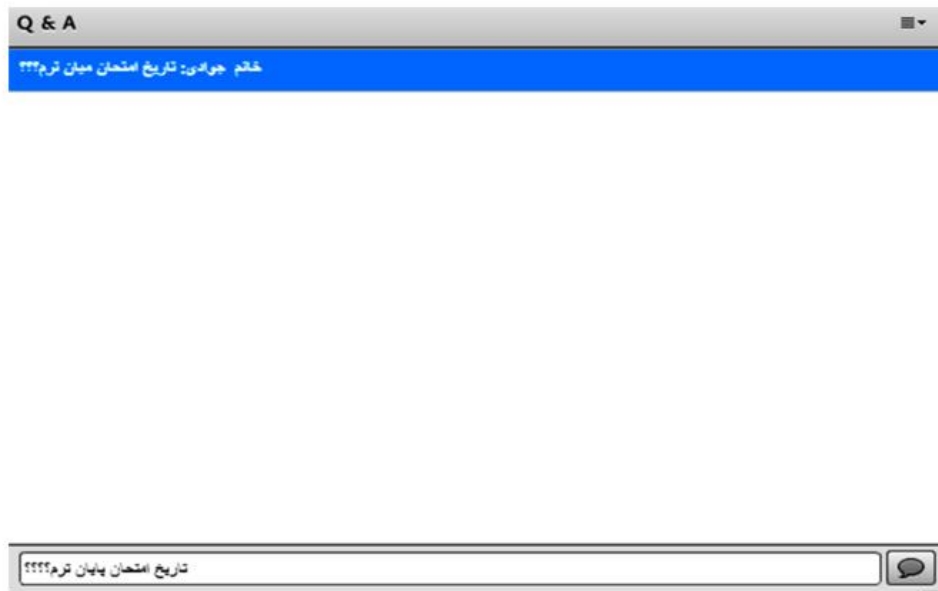 Q & A
خانم جوادی: تاریخ امتحان میان ترم؟؟؟
تاریخ امتحان پایان ترم؟؟؟؟